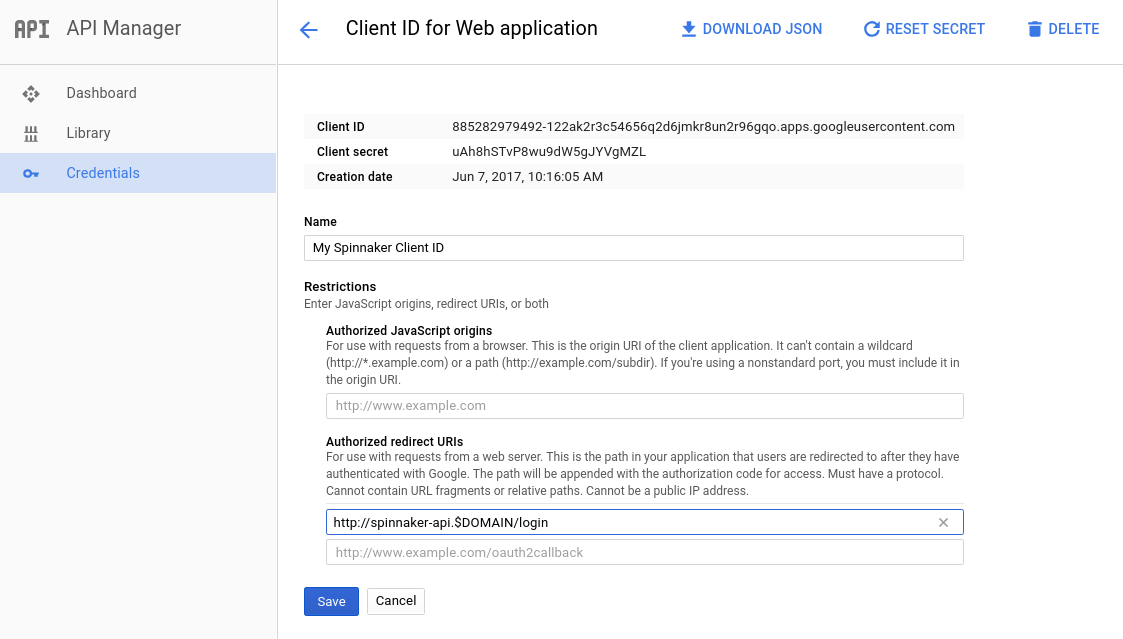 API API Manager
Client ID for Web application
DOWNLOAD JSON
RESET SECRET
DELETE
Dashboard
Library
Credentials
Client ID 885282979492-122ak2r3c54656q2d6jmkr8un2r96gqo.apps.googleusercontent.com
Client secret uAh8hSTvP8wu9dW5gJYVgMZL
Creation date Jun 7, 2017, 10:16:05 AM
Name
My Spinnaker Client ID
Restrictions
Enter JavaScript origins, redirect URIs, or both
Authorized JavaScript origins
For use with requests from a browser. This is the origin URI of the client application. It can't contain a wildcard
(http://*.example.com) or a path (http://example.com/subdir). If you're using a nonstandard port, you must include it in
the origin URI.
http://www.example.com
Authorized redirect URIs
For use with requests from a web server. This is the path in your application that users are redirected to after they have
authenticated with Google. The path will be appended with the authorization code for access. Must have a protocol.
Cannot contain URL fragments or relative paths. Cannot be a public IP address.
http://spinnaker-api.$DOMAIN/login
http://www.example.com/oauth2callback
Save
Cancel